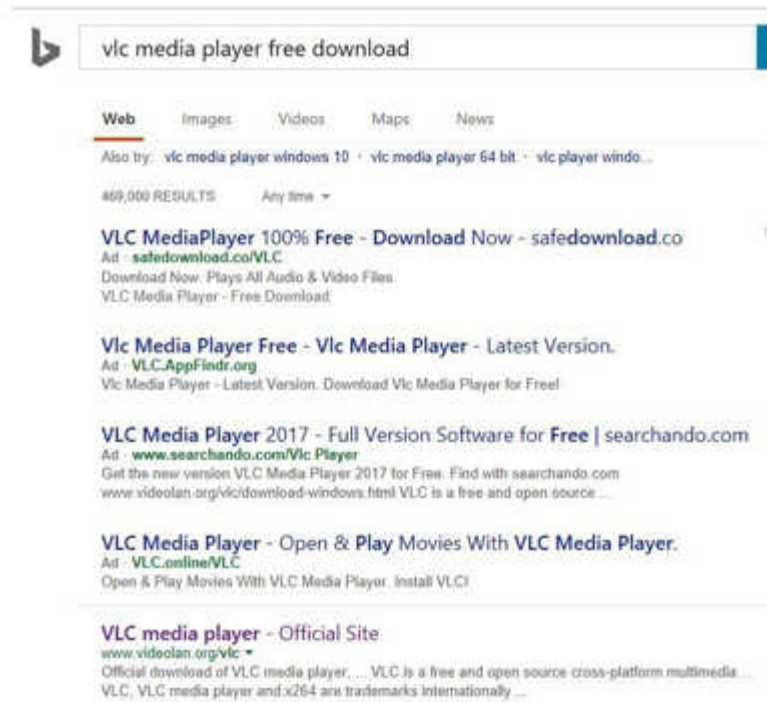 vlc media player free download
Web Images Videos Maps News
Also try: vlc media player windows 10 · vlc media player 64 bit · vlc player windo...
469,000 RESULTS Any time
VLC MediaPlayer 100% Free - Download Now - safedownload.co
Ad · safedownload.co/VLC
Download Now. Plays All Audio & Video Files.
VLC Media Player - Free Download
Vlc Media Player Free - Vlc Media Player - Latest Version.
Ad · VLC.AppFindr.org
Vlc Media Player - Latest Version. Download Vlc Media Player for Free!
VLC Media Player 2017 - Full Version Software for Free | searchando.com
Ad · www.searchando.com/Vlc Player
Get the new version VLC Media Player 2017 for Free. Find with searchando.com
www.videolan.org/vlc/download-windows.html VLC is a free and open source ...
VLC Media Player - Open & Play Movies With VLC Media Player.
Ad · VLC.online/VLC
Open & Play Movies With VLC Media Player. Install VLC!
VLC media player - Official Site
www.videolan.org/vlc
Official download of VLC media player, ... VLC is a free and open source cross-platform multimedia ...
VLC, VLC media player and x264 are trademarks internationally ...